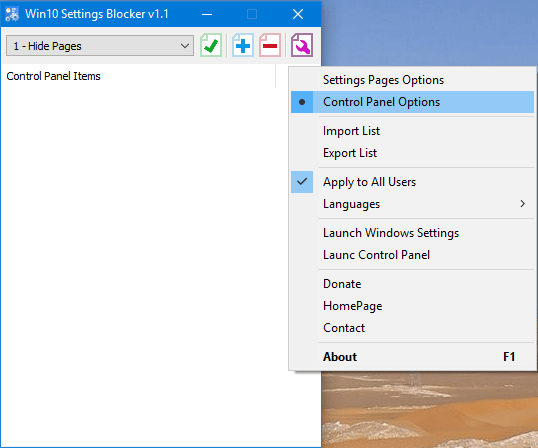 Win10 Settings Blocker v1.1
1 - Hide Pages
Control Panel Items
Settings Pages Options
Control Panel Options
Import List
Export List
Apply to All Users
Languages
Launch Windows Settings
Launc Control Panel
Donate
HomePage
Contact
About F1